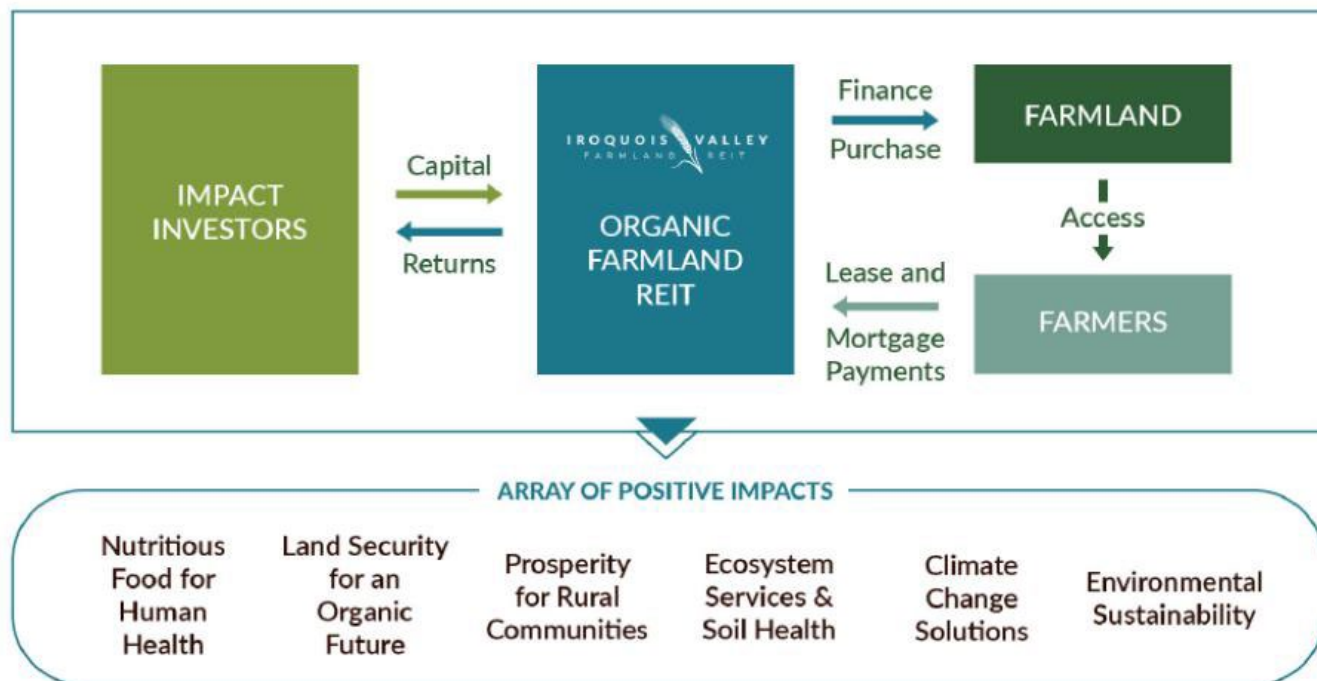 IMPACT
INVESTORS
Capital
Returns
IROQUOIS VALLEY
FARMLAND REIT
ORGANIC
FARMLAND
REIT
Finance
Purchase
FARMLAND
Access
Lease and
Mortgage
Payments
FARMERS
ARRAY OF POSITIVE IMPACTS
Nutritious
Food for
Human
Health
Land Security
for an
Organic
Future
Prosperity
for Rural
Communities
Ecosystem
Services &
Soil Health
Climate
Change
Solutions
Environmental
Sustainability